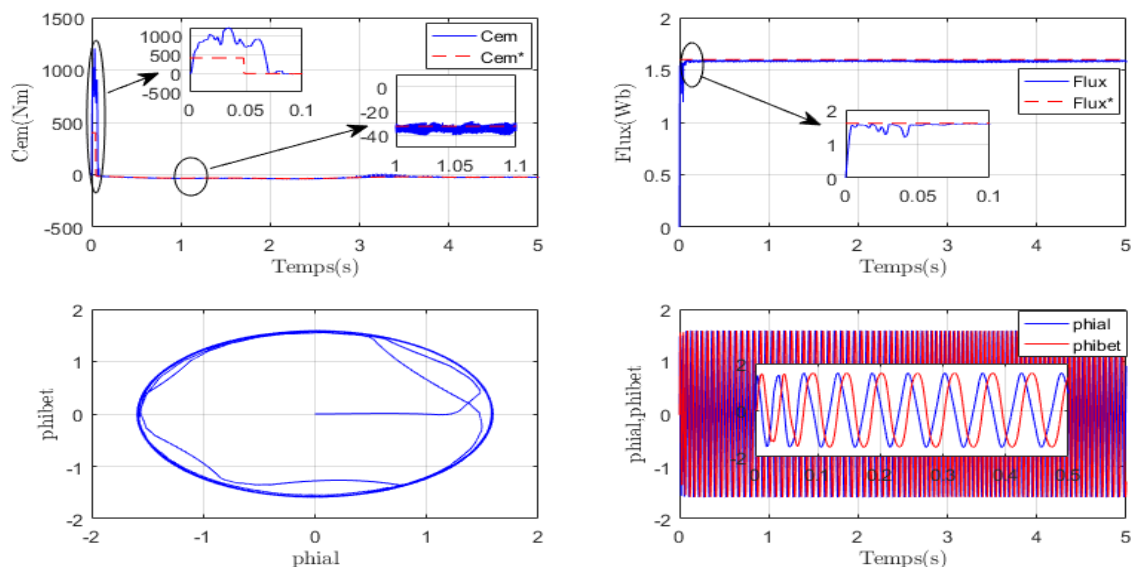 1500
1000
500
0
-500
0 1 2 3 4 5
Cem(Nm)
Temps(s)
Cem
Cem*
1000
500
0
-500
0 0.05 0.1
0
-20
-40
1 1.05 1.1
2
1.5
1
0.5
0
0 1 2 3 4 5
Flux(Wb)
Temps(s)
Flux
Flux*
2
1
0
0 0.05 0.1
2
1
0
-1
-2
-2 -1 0 1 2
phibet
phial
2
1
0
-1
-2
0 1 2 3 4 5
phial,phibet
Temps(s)
phial
phibet
2
0
-2
0 0.1 0.2 0.3 0.4 0.5